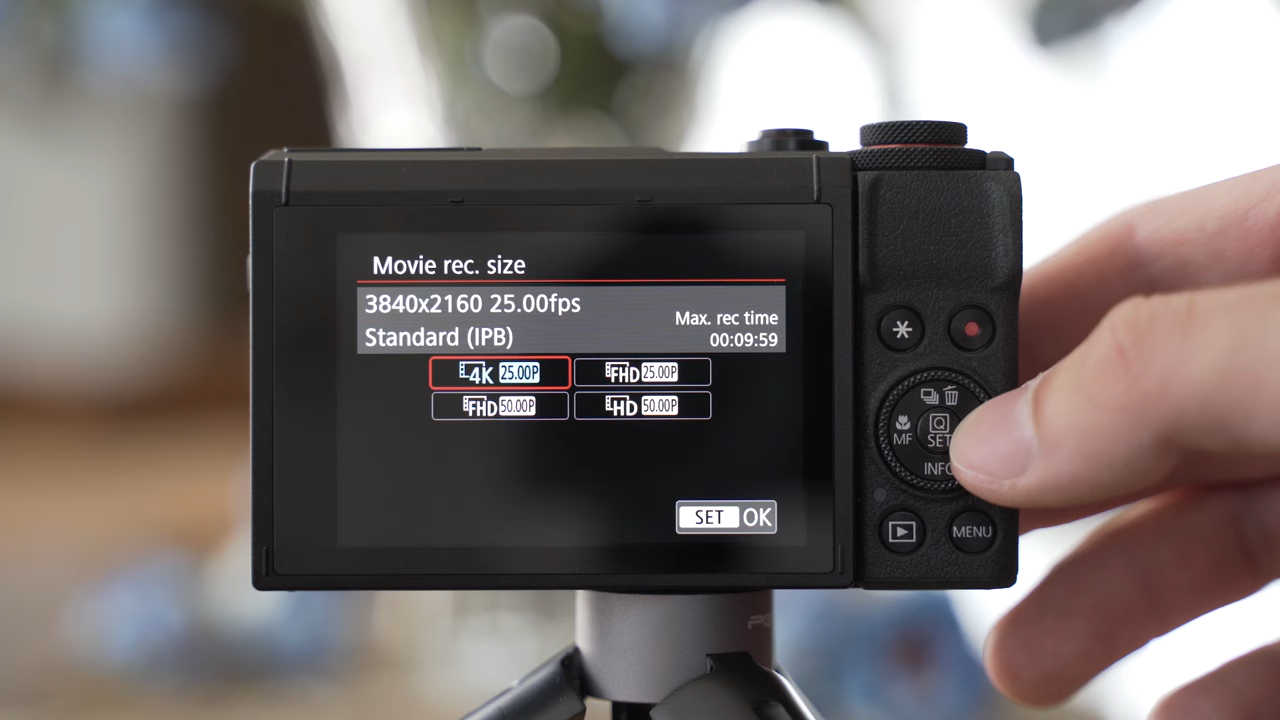 Movie rec. size
3840x2160 25.00fps
Standard (IPB)
Max. rec time
00:09:59
4K 25.00P
FHD 25.00P
FHD 50.00P
HD 50.00P
SET OK
MF
Q
SET
INFO
MENU